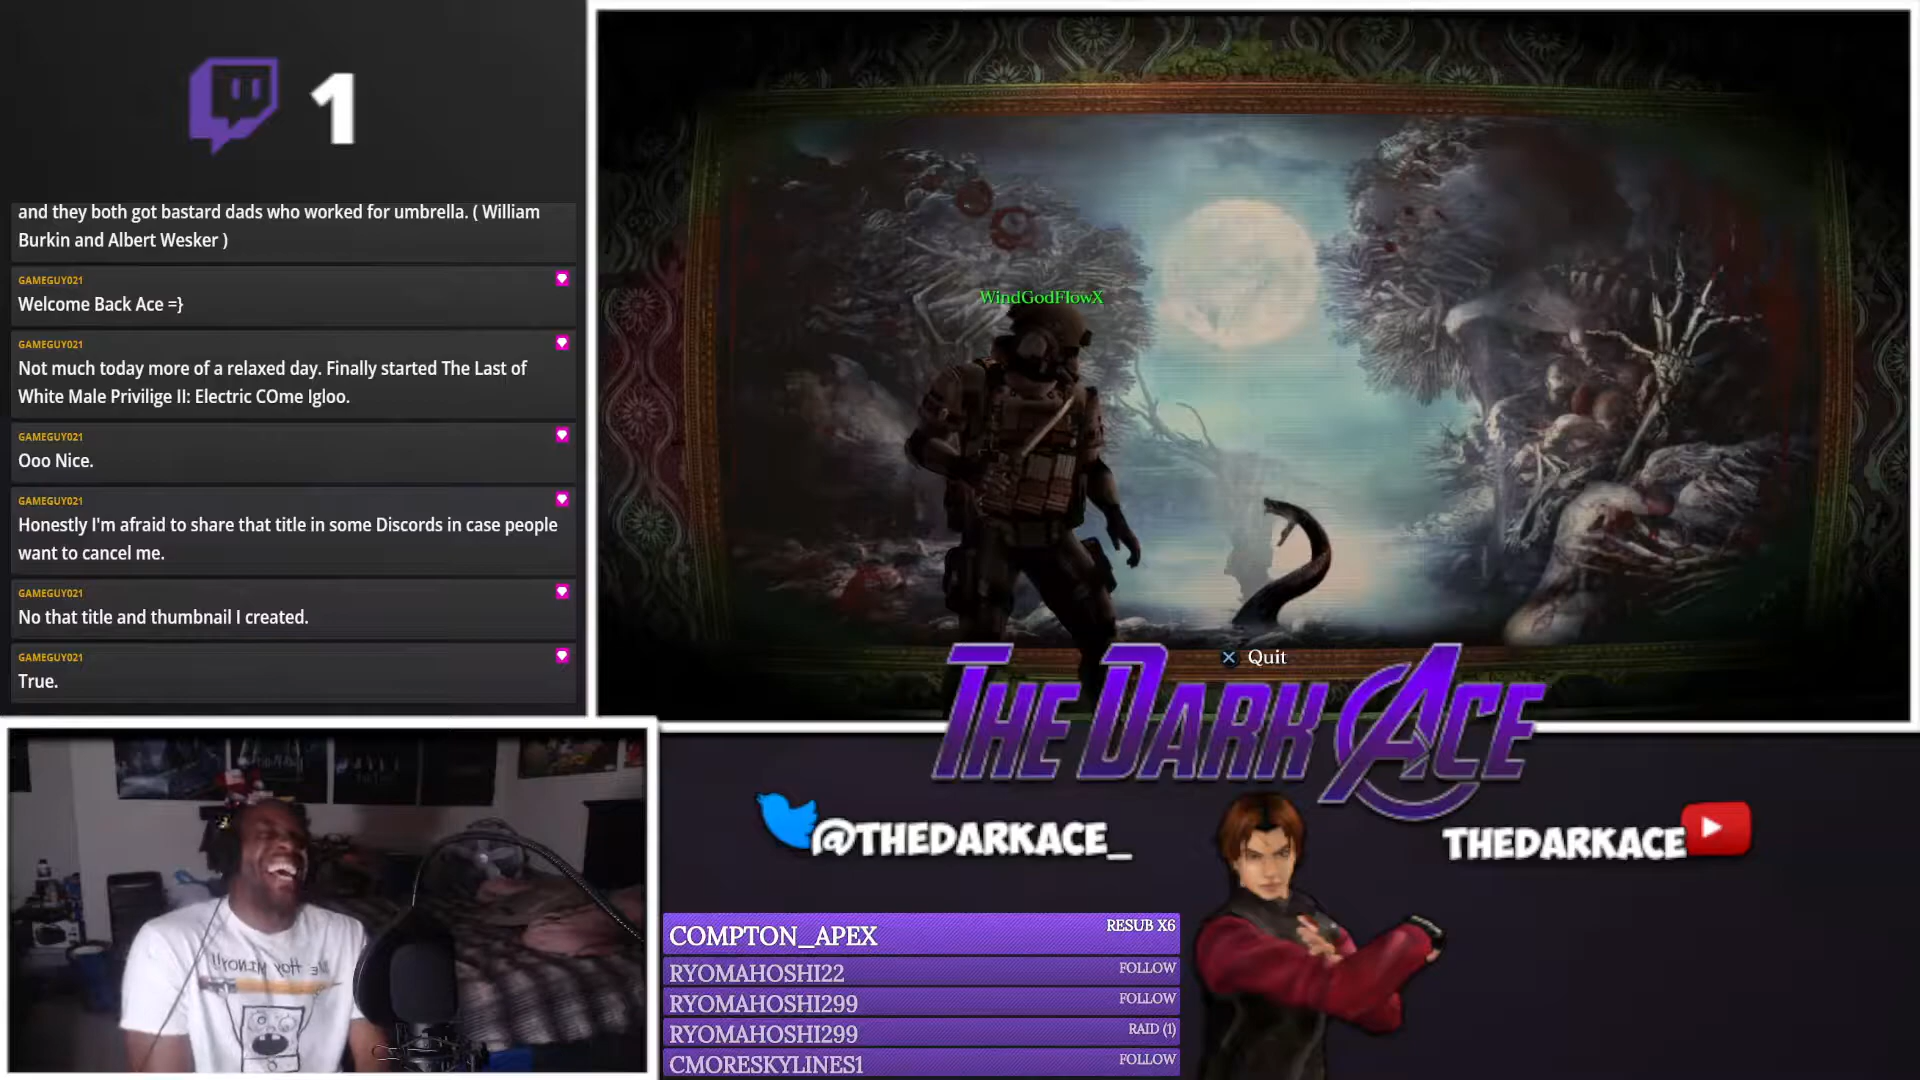 1
and they both got bastard dads who worked for umbrella. ( William
Burkin and Albert Wesker )
GAMEGUY021
Welcome Back Ace =}
GAMEGUY021
Not much today more of a relaxed day. Finally started The Last of
White Male Privilige II: Electric COme Igloo.
GAMEGUY021
Ooo Nice.
GAMEGUY021
Honestly I'm afraid to share that title in some Discords in case people
want to cancel me.
GAMEGUY021
No that title and thumbnail I created.
GAMEGUY021
True.
WindGodFlowX
Quit
THE DARK ACE
@THEDARKACE_
THEDARKACE
COMPTON_APEX RESUB X6
RYOMAHOSHI22 FOLLOW
RYOMAHOSHI299 FOLLOW
RYOMAHOSHI299 RAID (1)
CMORESKYLINES1 FOLLOW
Me Hoy Minoy!!